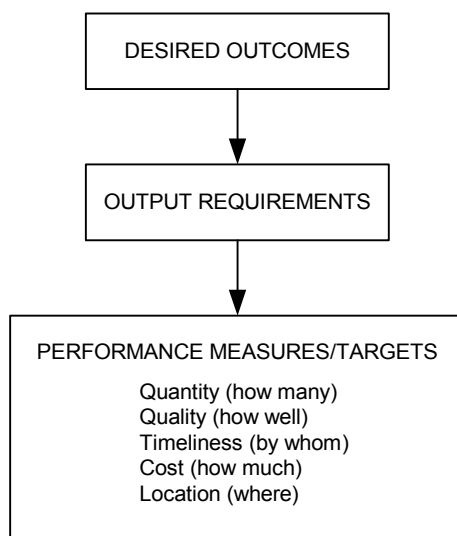 DESIRED OUTCOMES
OUTPUT REQUIREMENTS
PERFORMANCE MEASURES/TARGETS
Quantity (how many)
Quality (how well)
Timeliness (by whom)
Cost (how much)
Location (where)